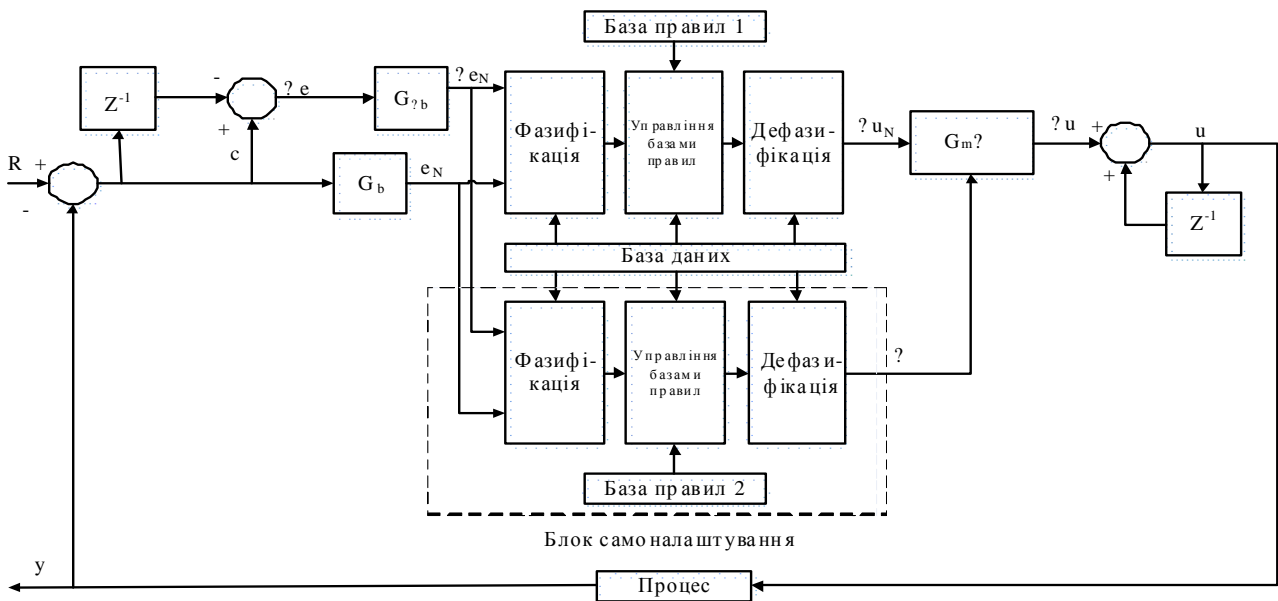 База правил 1
Z⁻¹
-
? e
G ? b
? eN
+
c
R
+
-
G b
eN
Фазифі-
кація
Управління
базами
правил
Дефази-
фікація
? uN
Gm?
? u
+
+
u
Z⁻¹
База даних
Фазифі-
кація
Управління
базами
правил
Дефази-
фікація
?
База правил 2
Блок самоналаштування
y
Процес